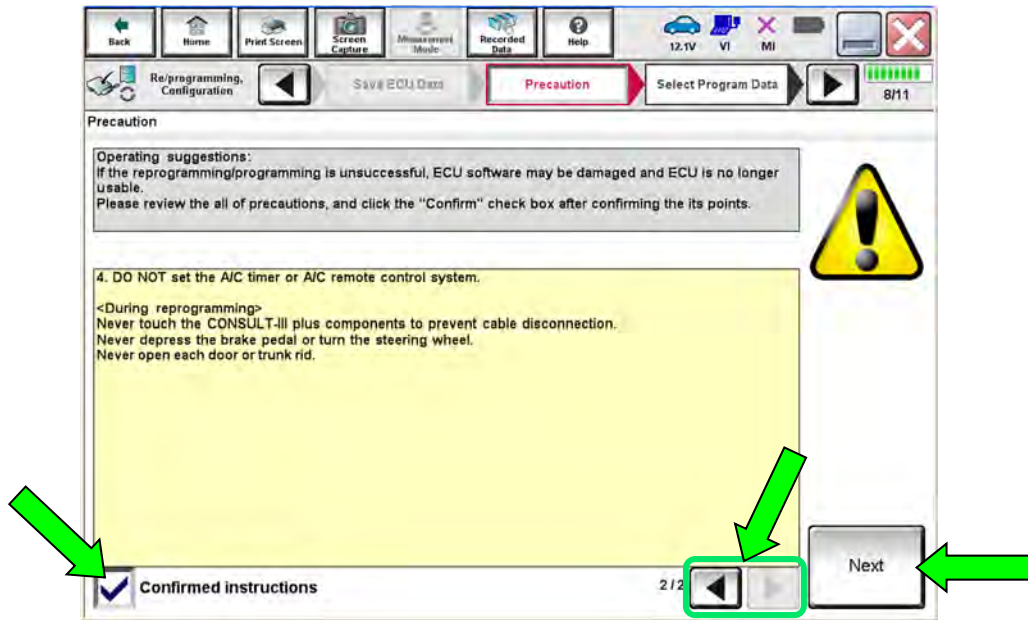 Back
Home
Print Screen
Screen
Capture
Measurement
Mode
Recorded
Data
Help
12.1V
VI
MI
Re/programming,
Configuration
Save ECU Data
Precaution
Select Program Data
8/11
Precaution
Operating suggestions:
If the reprogramming/programming is unsuccessful, ECU software may be damaged and ECU is no longer
usable.
Please review the all of precautions, and click the "Confirm" check box after confirming the its points.
4. DO NOT set the A/C timer or A/C remote control system.
<During reprogramming>
Never touch the CONSULT-III plus components to prevent cable disconnection.
Never depress the brake pedal or turn the steering wheel.
Never open each door or trunk rid.
Confirmed instructions
2/2
Next